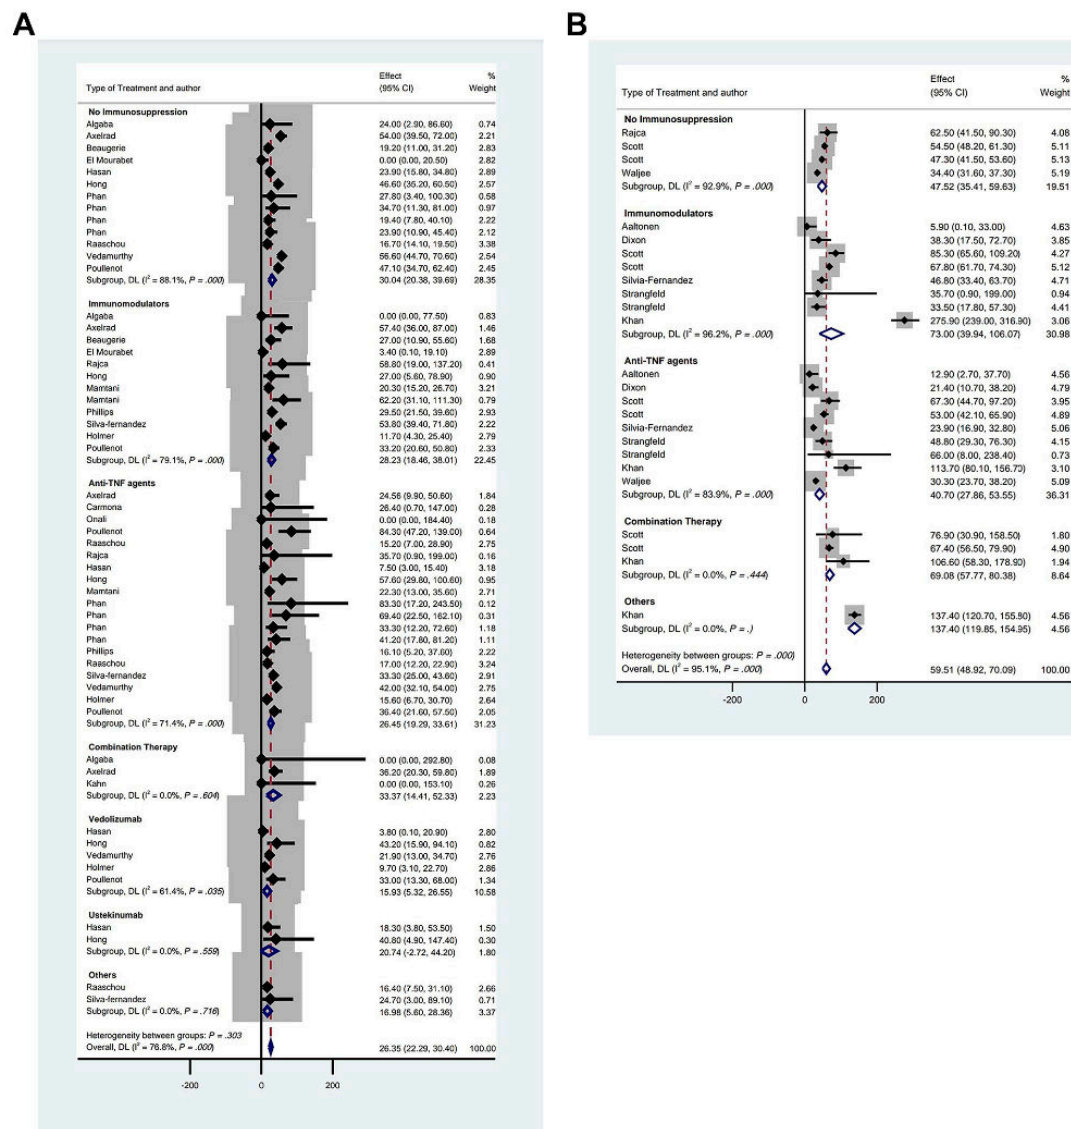 A
Effect %
Type of Treatment and author (95% CI) Weight
No Immunosuppression
Algaba 24.00 (2.90, 86.60) 0.74
Axelrad 54.00 (39.50, 72.00) 2.21
Beaugerie 19.20 (11.00, 31.20) 2.83
El Mourabet 0.00 (0.00, 20.50) 2.82
Hasan 23.90 (15.80, 34.80) 2.89
Hong 46.60 (35.20, 60.50) 2.57
Phan 27.80 (3.40, 100.30) 0.58
Phan 34.70 (11.30, 81.00) 0.97
Phan 19.40 (7.80, 40.10) 2.22
Phan 23.90 (10.90, 45.40) 2.12
Raaschou 16.70 (14.10, 19.50) 3.38
Vedamurthy 56.60 (44.70, 70.60) 2.54
Poullenot 47.10 (34.70, 62.40) 2.45
Subgroup, DL (I² = 88.1%, P = .000) 30.04 (20.38, 39.69) 28.35
Immunomodulators
Algaba 0.00 (0.00, 77.50) 0.83
Axelrad 57.40 (36.00, 87.00) 1.46
Beaugerie 27.00 (10.90, 55.60) 1.68
El Mourabet 3.40 (0.10, 19.10) 2.89
Rajca 58.80 (19.00, 137.20) 0.41
Hong 27.00 (5.60, 78.90) 0.90
Mamtani 20.30 (15.20, 26.70) 3.21
Mamtani 62.20 (31.10, 111.30) 0.79
Phillips 29.50 (21.50, 39.60) 2.93
Silva-fernandez 53.80 (39.40, 71.80) 2.22
Holmer 11.70 (4.30, 25.40) 2.79
Poullenot 33.20 (20.60, 50.80) 2.33
Subgroup, DL (I² = 79.1%, P = .000) 28.23 (18.46, 38.01) 22.45
Anti-TNF agents
Axelrad 24.56 (9.90, 50.60) 1.84
Carmona 26.40 (0.70, 147.00) 0.28
Onali 0.00 (0.00, 184.40) 0.18
Poullenot 84.30 (47.20, 139.00) 0.64
Raaschou 15.20 (7.00, 28.90) 2.75
Rajca 35.70 (0.90, 199.00) 0.16
Hasan 7.50 (3.00, 15.40) 3.18
Hong 57.60 (29.80, 100.60) 0.95
Mamtani 22.30 (13.00, 35.60) 2.71
Phan 83.30 (17.20, 243.50) 0.12
Phan 69.40 (22.50, 162.10) 0.31
Phan 33.30 (12.20, 72.60) 1.18
Phan 41.20 (17.80, 81.20) 1.11
Phillips 16.10 (5.20, 37.60) 2.22
Raaschou 17.00 (12.20, 22.90) 3.24
Silva-fernandez 33.30 (25.00, 43.60) 2.91
Vedamurthy 42.00 (32.10, 54.00) 2.75
Holmer 15.60 (6.70, 30.70) 2.64
Poullenot 36.40 (21.60, 57.50) 2.05
Subgroup, DL (I² = 71.4%, P = .000) 26.45 (19.29, 33.61) 31.23
Combination Therapy
Algaba 0.00 (0.00, 292.80) 0.08
Axelrad 36.20 (20.30, 59.80) 1.89
Kahn 0.00 (0.00, 153.10) 0.26
Subgroup, DL (I² = 0.0%, P = .604) 33.37 (14.41, 52.33) 2.23
Vedolizumab
Hasan 3.80 (0.10, 20.90) 2.80
Hong 43.20 (15.90, 94.10) 0.82
Vedamurthy 21.90 (13.00, 34.70) 2.76
Holmer 9.70 (3.10, 22.70) 2.86
Poullenot 33.00 (13.30, 68.00) 1.34
Subgroup, DL (I² = 61.4%, P = .035) 15.93 (5.32, 26.55) 10.58
Ustekinumab
Hasan 18.30 (3.80, 53.50) 1.50
Hong 40.80 (4.90, 147.40) 0.30
Subgroup, DL (I² = 0.0%, P = .559) 20.74 (-2.72, 44.20) 1.80
Others
Raaschou 16.40 (7.50, 31.10) 2.66
Silva-fernandez 24.70 (3.00, 89.10) 0.71
Subgroup, DL (I² = 0.0%, P = .716) 16.98 (5.60, 28.36) 3.37
Heterogeneity between groups: P = .303
Overall, DL (I² = 76.8%, P = .000) 26.35 (22.29, 30.40) 100.00
-200 0 200
B
Effect %
Type of Treatment and author (95% CI) Weight
No Immunosuppression
Rajca 62.50 (41.50, 90.30) 4.08
Scott 54.50 (48.20, 61.30) 5.11
Scott 47.30 (41.50, 53.60) 5.13
Waljee 34.40 (31.60, 37.30) 5.19
Subgroup, DL (I² = 92.9%, P = .000) 47.52 (35.41, 59.63) 19.51
Immunomodulators
Aaltonen 5.90 (0.10, 33.00) 4.63
Dixon 38.30 (17.50, 72.70) 3.85
Scott 85.30 (65.60, 109.20) 4.27
Scott 67.80 (61.70, 74.30) 5.12
Silvia-Fernandez 46.80 (33.40, 63.70) 4.71
Strangfeld 35.70 (0.90, 199.00) 0.94
Strangfeld 33.50 (17.80, 57.30) 4.41
Khan 275.90 (239.00, 316.90) 3.06
Subgroup, DL (I² = 96.2%, P = .000) 73.00 (39.94, 106.07) 30.98
Anti-TNF agents
Aaltonen 12.90 (2.70, 37.70) 4.56
Dixon 21.40 (10.70, 38.20) 4.79
Scott 67.30 (44.70, 97.20) 3.95
Scott 53.00 (42.10, 65.90) 4.89
Silvia-Fernandez 23.90 (16.90, 32.80) 5.06
Strangfeld 48.80 (29.30, 76.30) 4.15
Strangfeld 66.00 (8.00, 238.40) 0.73
Khan 113.70 (80.10, 156.70) 3.10
Waljee 30.30 (23.70, 38.20) 5.09
Subgroup, DL (I² = 83.9%, P = .000) 40.70 (27.86, 53.55) 36.31
Combination Therapy
Scott 76.90 (30.90, 158.50) 1.80
Scott 67.40 (56.50, 79.90) 4.90
Khan 106.60 (58.30, 178.90) 1.94
Subgroup, DL (I² = 0.0%, P = .444) 69.08 (57.77, 80.38) 8.64
Others
Khan 137.40 (120.70, 155.80) 4.56
Subgroup, DL (I² = 0.0%, P = .) 137.40 (119.85, 154.95) 4.56
Heterogeneity between groups: P = .000
Overall, DL (I² = 95.1%, P = .000) 59.51 (48.92, 70.09) 100.00
-200 0 200